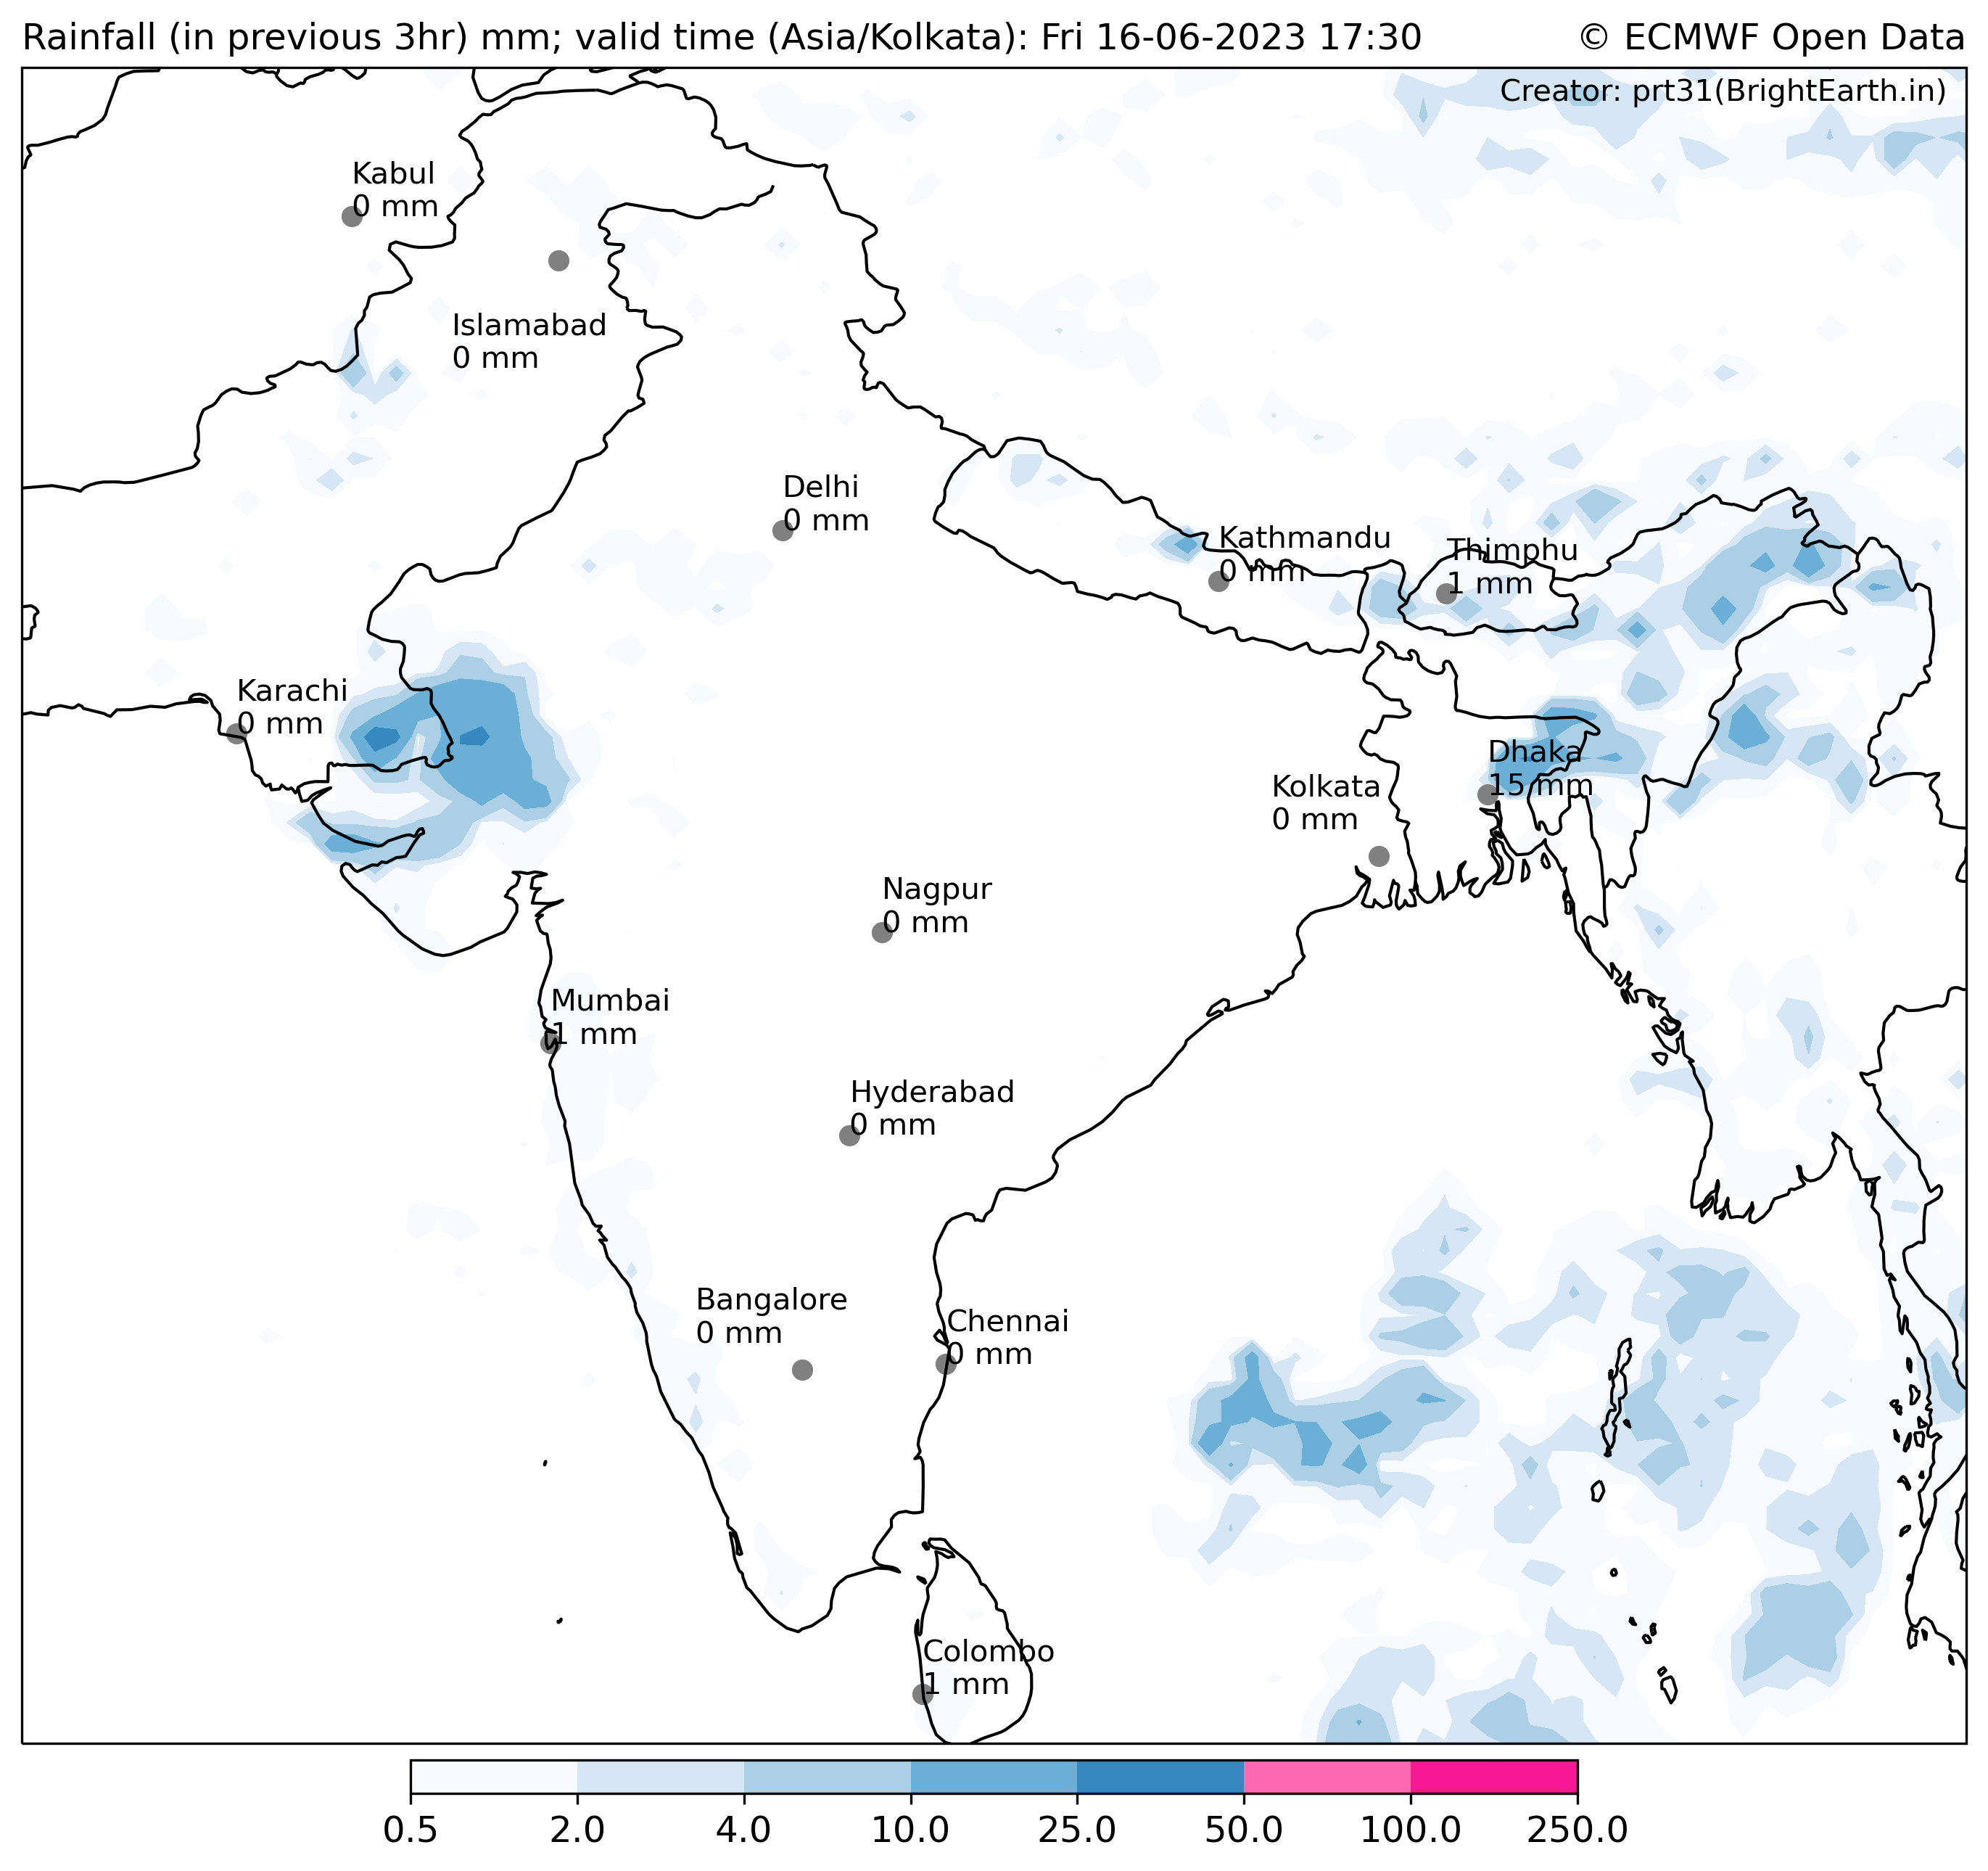 Rainfall (in previous 3hr) mm; valid time (Asia/Kolkata): Fri 16-06-2023 17:30
© ECMWF Open Data
Creator: prt31(BrightEarth.in)
Kabul
0 mm
Islamabad
0 mm
Delhi
0 mm
Kathmandu
0 mm
Thimphu
1 mm
Karachi
0 mm
Dhaka
15 mm
Kolkata
0 mm
Nagpur
0 mm
Mumbai
1 mm
Hyderabad
0 mm
Bangalore
0 mm
Chennai
0 mm
Colombo
1 mm
0.5 2.0 4.0 10.0 25.0 50.0 100.0 250.0